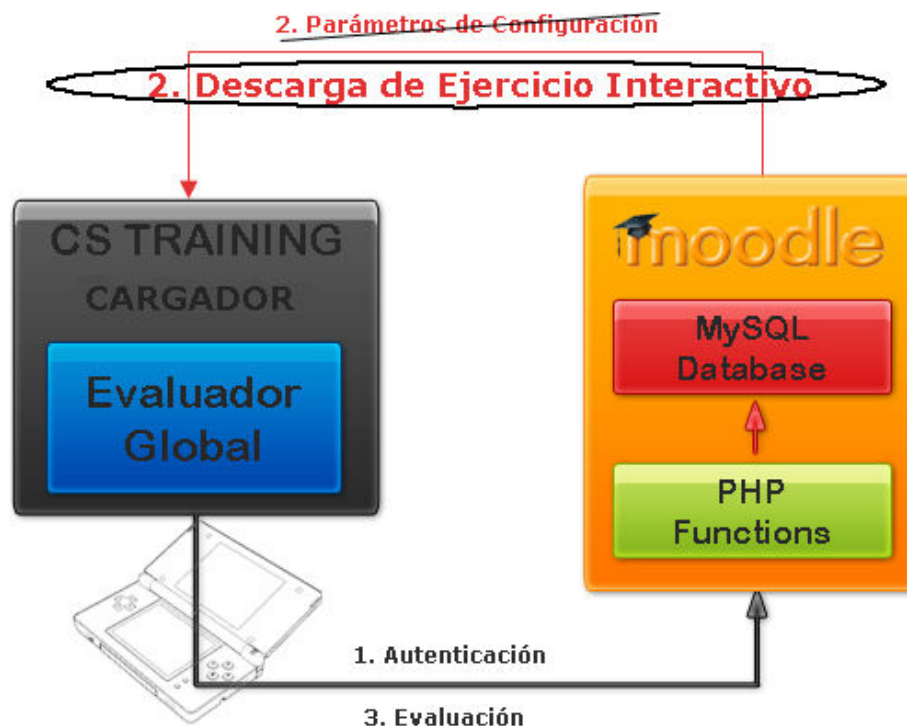 2. Parámetros de Configuración
2. Descarga de Ejercicio Interactivo
CS TRAINING
CARGADOR
Evaluador
Global
moodle
MySQL
Database
PHP
Functions
1. Autenticación
3. Evaluación